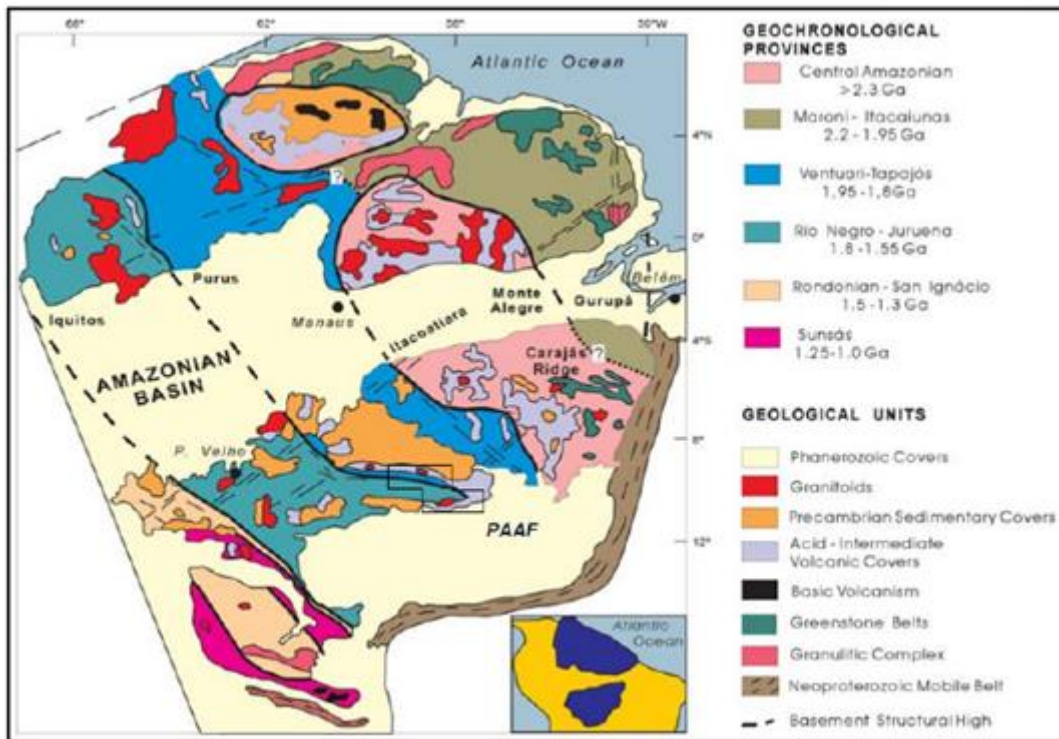 66°
62°
58°
50°W
Atlantic Ocean
4°N
0°
4°S
8°
12°
?
Purus
Iquitos
Manaus
Itacoatiara
Monte
Alegre
Gurupá
Belém
?
Carajás
Ridge
AMAZONIAN
BASIN
P. Velho
PAAF
Atlantic
Ocean
GEOCHRONOLOGICAL
PROVINCES
Central Amazonian
>2.3 Ga
Maroni - Itacaiunas
2.2 - 1.95 Ga
Ventuari-Tapajós
1,95 -1,8Ga
Rio Negro - Juruena
1.8 - 1.55 Ga
Rondonian - San Ignácio
1.5 - 1.3 Ga
Sunsás
1.25-1.0 Ga
GEOLOGICAL UNITS
Phanerozoic Covers
Granitoids
Precambrian Sedimentary Covers
Acid - Intermediate
Volcanic Covers
Basic Volcanism
Greenstone Belts
Granulitic Complex
Neoproterozoic Mobile Belt
Basement Structural High